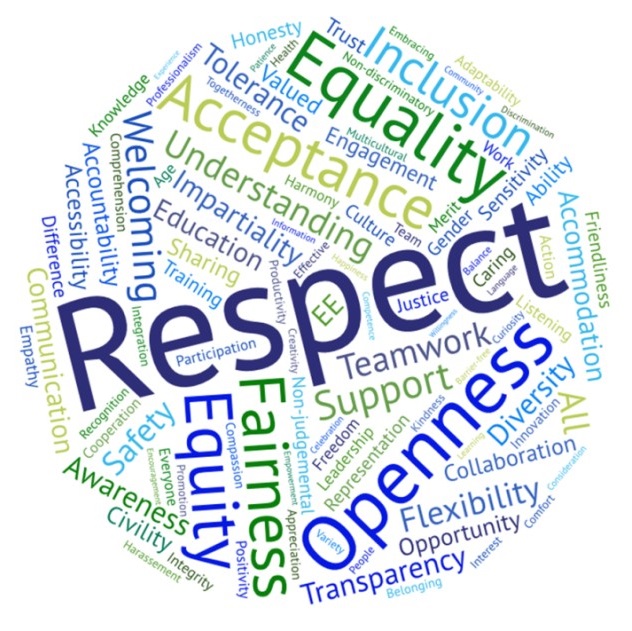 Experience
Embracing
Patience
Health
Honesty
Trust
Inclusion
Community
Adaptability
Discrimination
Professionalism
Knowledge
Togetherness
Tolerance
Valued
Non-discriminatory
Equality
Work
Acceptance
Engagement
Multicultural
Sensitivity
Ability
Comprehension
Welcoming
Age
Understanding
Harmony
Culture
Team
Merit
Gender
Accountability
Accessibility
Impartiality
Education
Information
Effective
Happiness
Balance
Caring
Language
Action
Accommodation
Friendliness
Difference
Sharing
Training
Productivity
EE
Competence
Justice
Willingness
Respect
Communication
Empathy
Integration
Participation
Creativity
Teamwork
Curiosity
Listening
Barrier-free
Support
Openness
Diversity
All
Recognition
Cooperation
Safety
Equity
Fairness
Non-judgemental
Celebration
Freedom
Leadership
Representation
Kindness
Learning
Innovation
Collaboration
Consideration
Awareness
Encouragement
Everyone
Promotion
Compassion
Empowerment
Appreciation
Flexibility
Comfort
Civility
Harassment
Integrity
Positivity
Variety
People
Opportunity
Interest
Transparency
Belonging